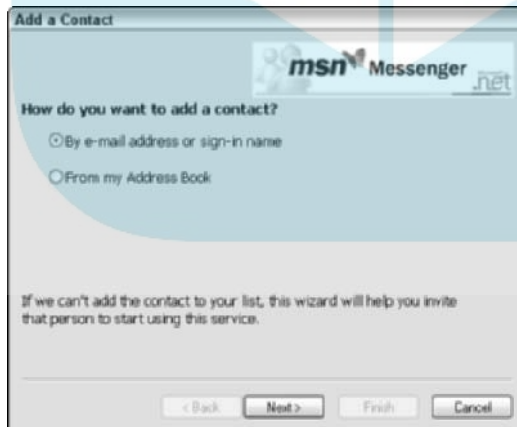 Add a Contact
msn Messenger
.net
How do you want to add a contact?
By e-mail address or sign-in name
From my Address Book
If we can't add the contact to your list, this wizard will help you invite
that person to start using this service.
< Back Next > Finish Cancel